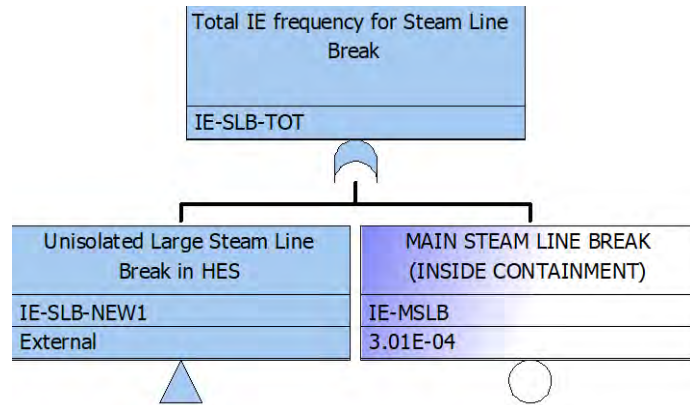 Total IE frequency for Steam Line
Break
IE-SLB-TOT
Unisolated Large Steam Line
Break in HES
IE-SLB-NEW1
External
MAIN STEAM LINE BREAK
(INSIDE CONTAINMENT)
IE-MSLB
3.01E-04